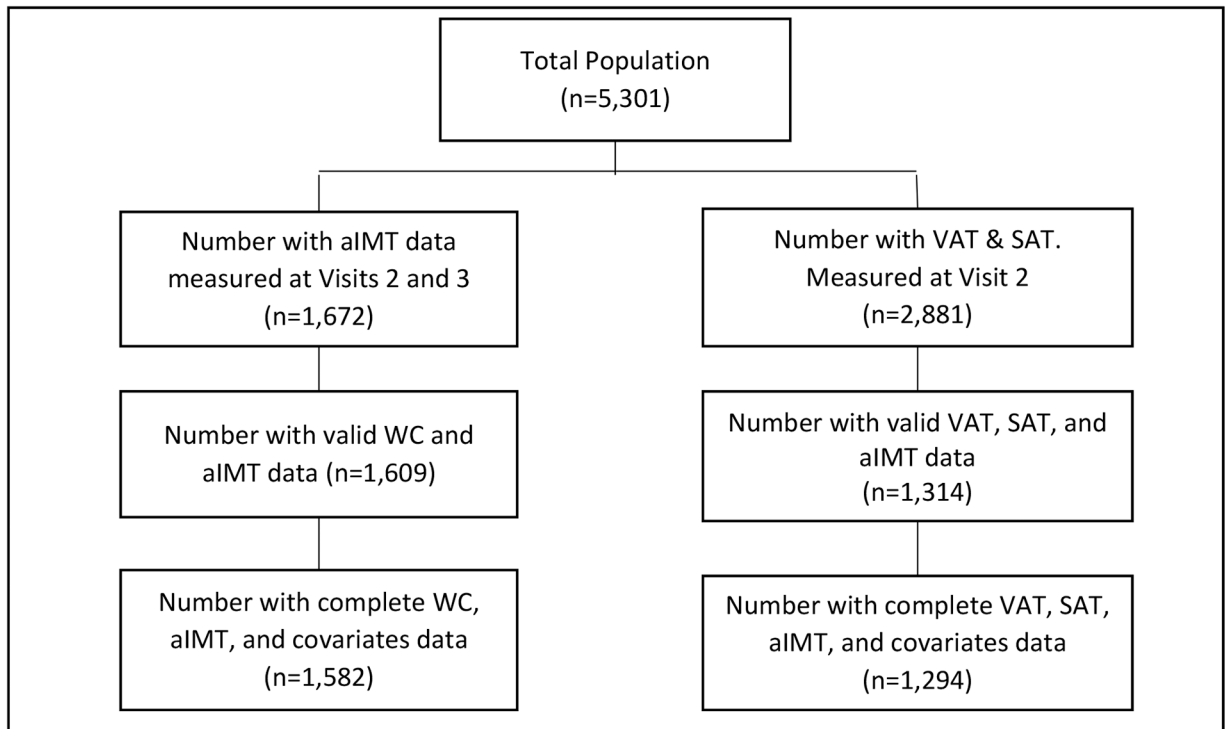 Total Population
(n=5,301)
Number with aIMT data
measured at Visits 2 and 3
(n=1,672)
Number with VAT & SAT.
Measured at Visit 2
(n=2,881)
Number with valid WC and
aIMT data (n=1,609)
Number with valid VAT, SAT, and
aIMT data
(n=1,314)
Number with complete WC,
aIMT, and covariates data
(n=1,582)
Number with complete VAT, SAT,
aIMT, and covariates data
(n=1,294)